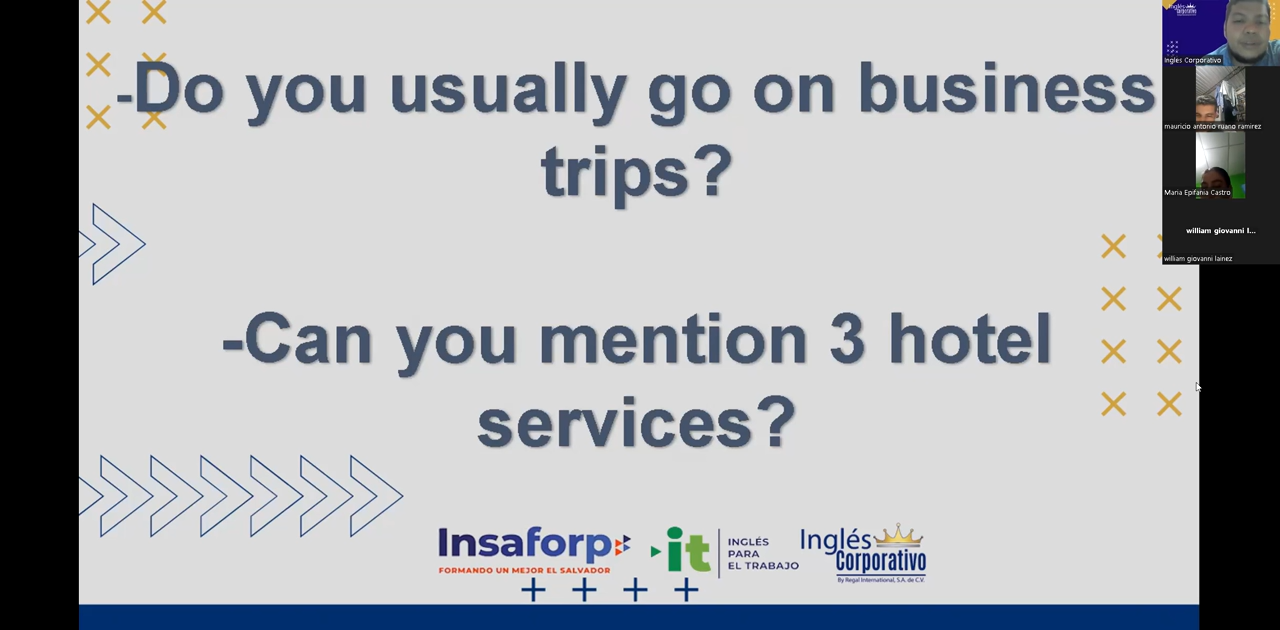 -Do you usually go on business
trips?
-Can you mention 3 hotel
services?
Insaforp
FORMANDO UN MEJOR EL SALVADOR
it
INGLÉS
PARA
EL TRABAJO
Inglés
Corporativo
By Regal International, S.A. de C.V.
Inglés
Corporativo
Ingles Corporativo
mauricio antonio ruano ramirez
Maria Epifania Castro
william giovanni l...
william giovanni lainez